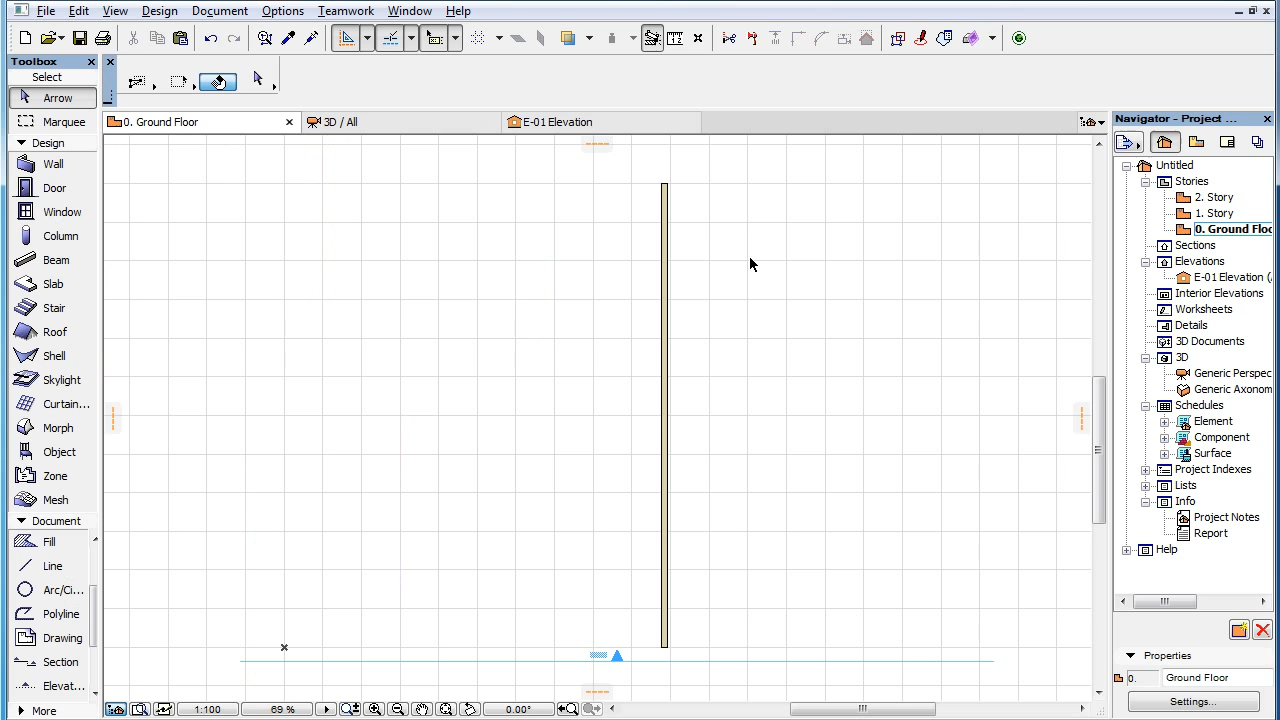 File Edit View Design Document Options Teamwork Window Help
Toolbox
Select
Arrow
Marquee
Design
Wall
Door
Window
Column
Beam
Slab
Stair
Roof
Shell
Skylight
Curtain...
Morph
Object
Zone
Mesh
Document
Fill
Line
Arc/Ci...
Polyline
Drawing
Section
Elevat...
More
0. Ground Floor
3D / All
E-01 Elevation
1:100
69 %
0.00°
Navigator - Project ...
Untitled
Stories
2. Story
1. Story
0. Ground Floo
Sections
Elevations
E-01 Elevation (
Interior Elevations
Worksheets
Details
3D Documents
3D
Generic Perspec
Generic Axonom
Schedules
Element
Component
Surface
Project Indexes
Lists
Info
Project Notes
Report
Help
Properties
0. Ground Floor
Settings...